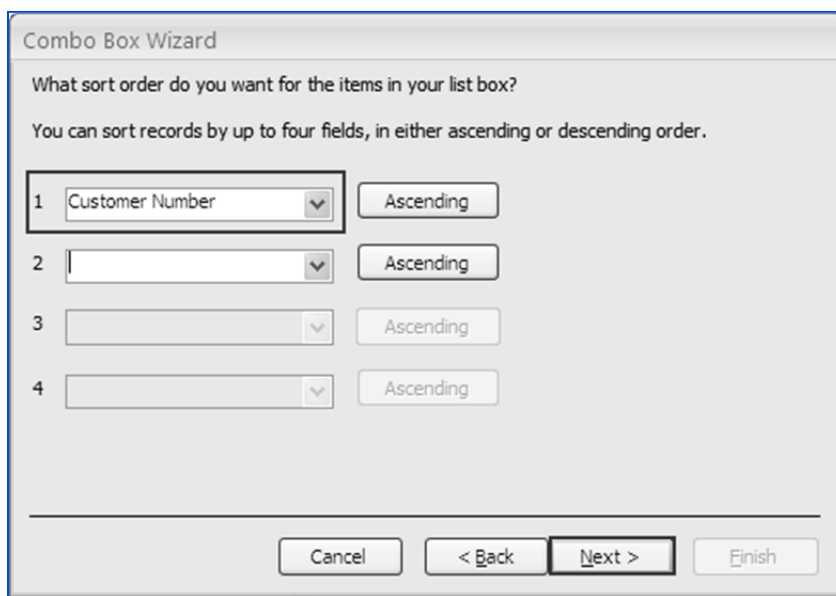 Combo Box Wizard
What sort order do you want for the items in your list box?
You can sort records by up to four fields, in either ascending or descending order.
1 Customer Number Ascending
2 Ascending
3 Ascending
4 Ascending
Cancel < Back Next > Finish